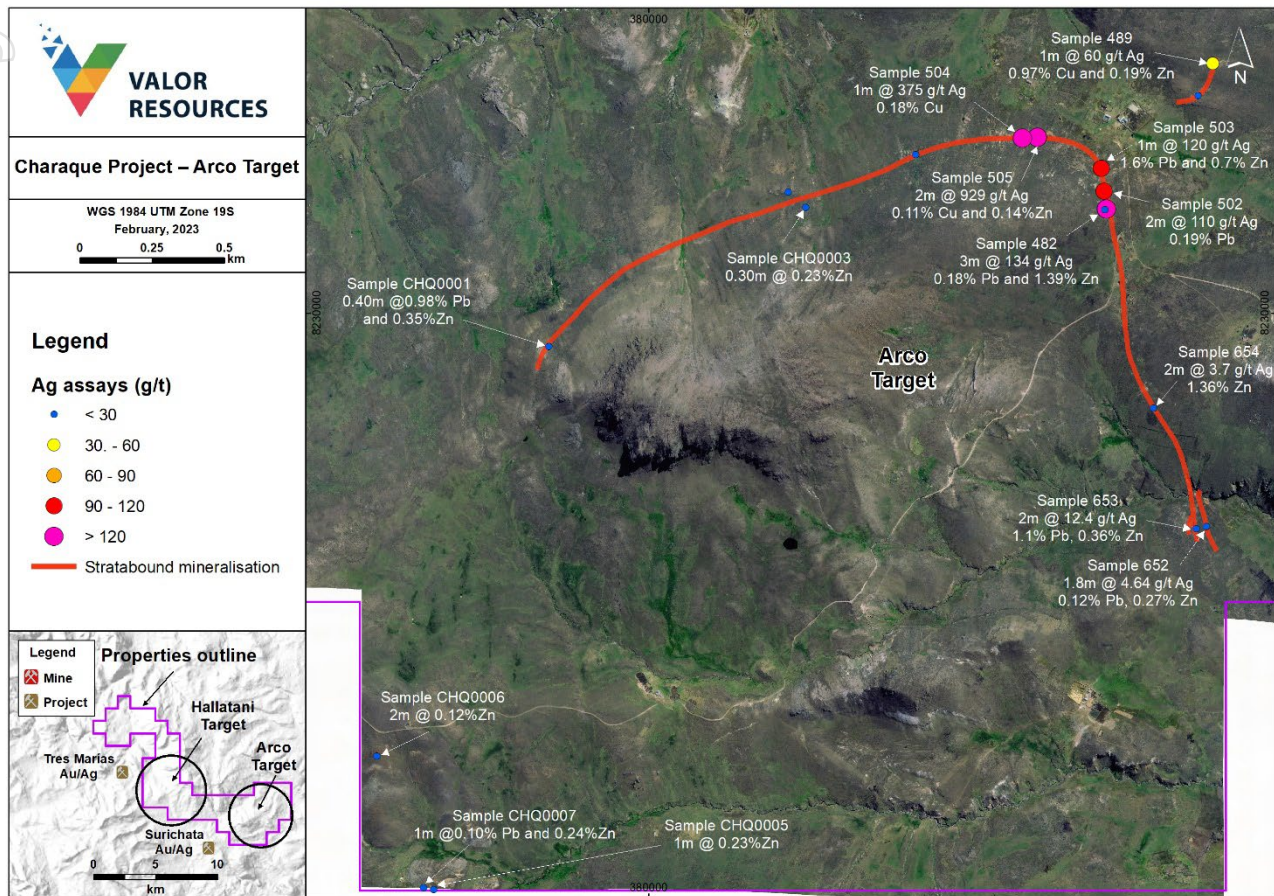 VALOR
RESOURCES
Charaque Project – Arco Target
WGS 1984 UTM Zone 19S
February, 2023
0 0.25 0.5
km
Legend
Ag assays (g/t)
< 30
30. - 60
60 - 90
90 - 120
> 120
Stratabound mineralisation
Legend
Mine
Project
Properties outline
Hallatani
Target
Arco
Target
Tres Marias
Au/Ag
Surichata
Au/Ag
0 5 10
km
380000
Sample 489
1m @ 60 g/t Ag
0.97% Cu and 0.19% Zn
N
Sample 504
1m @ 375 g/t Ag
0.18% Cu
Sample 503
1m @ 120 g/t Ag
1.6% Pb and 0.7% Zn
Sample 505
2m @ 929 g/t Ag
0.11% Cu and 0.14%Zn
Sample 502
2m @ 110 g/t Ag
0.19% Pb
Sample 482
3m @ 134 g/t Ag
0.18% Pb and 1.39% Zn
Sample CHQ0003
0.30m @ 0.23%Zn
Sample CHQ0001
0.40m @0.98% Pb
and 0.35%Zn
8230000
8230000
Arco
Target
Sample 654
2m @ 3.7 g/t Ag
1.36% Zn
Sample 653
2m @ 12.4 g/t Ag
1.1% Pb, 0.36% Zn
Sample 652
1.8m @ 4.64 g/t Ag
0.12% Pb, 0.27% Zn
Sample CHQ0006
2m @ 0.12%Zn
Sample CHQ0007
1m @0.10% Pb and 0.24%Zn
Sample CHQ0005
1m @ 0.23%Zn
380000